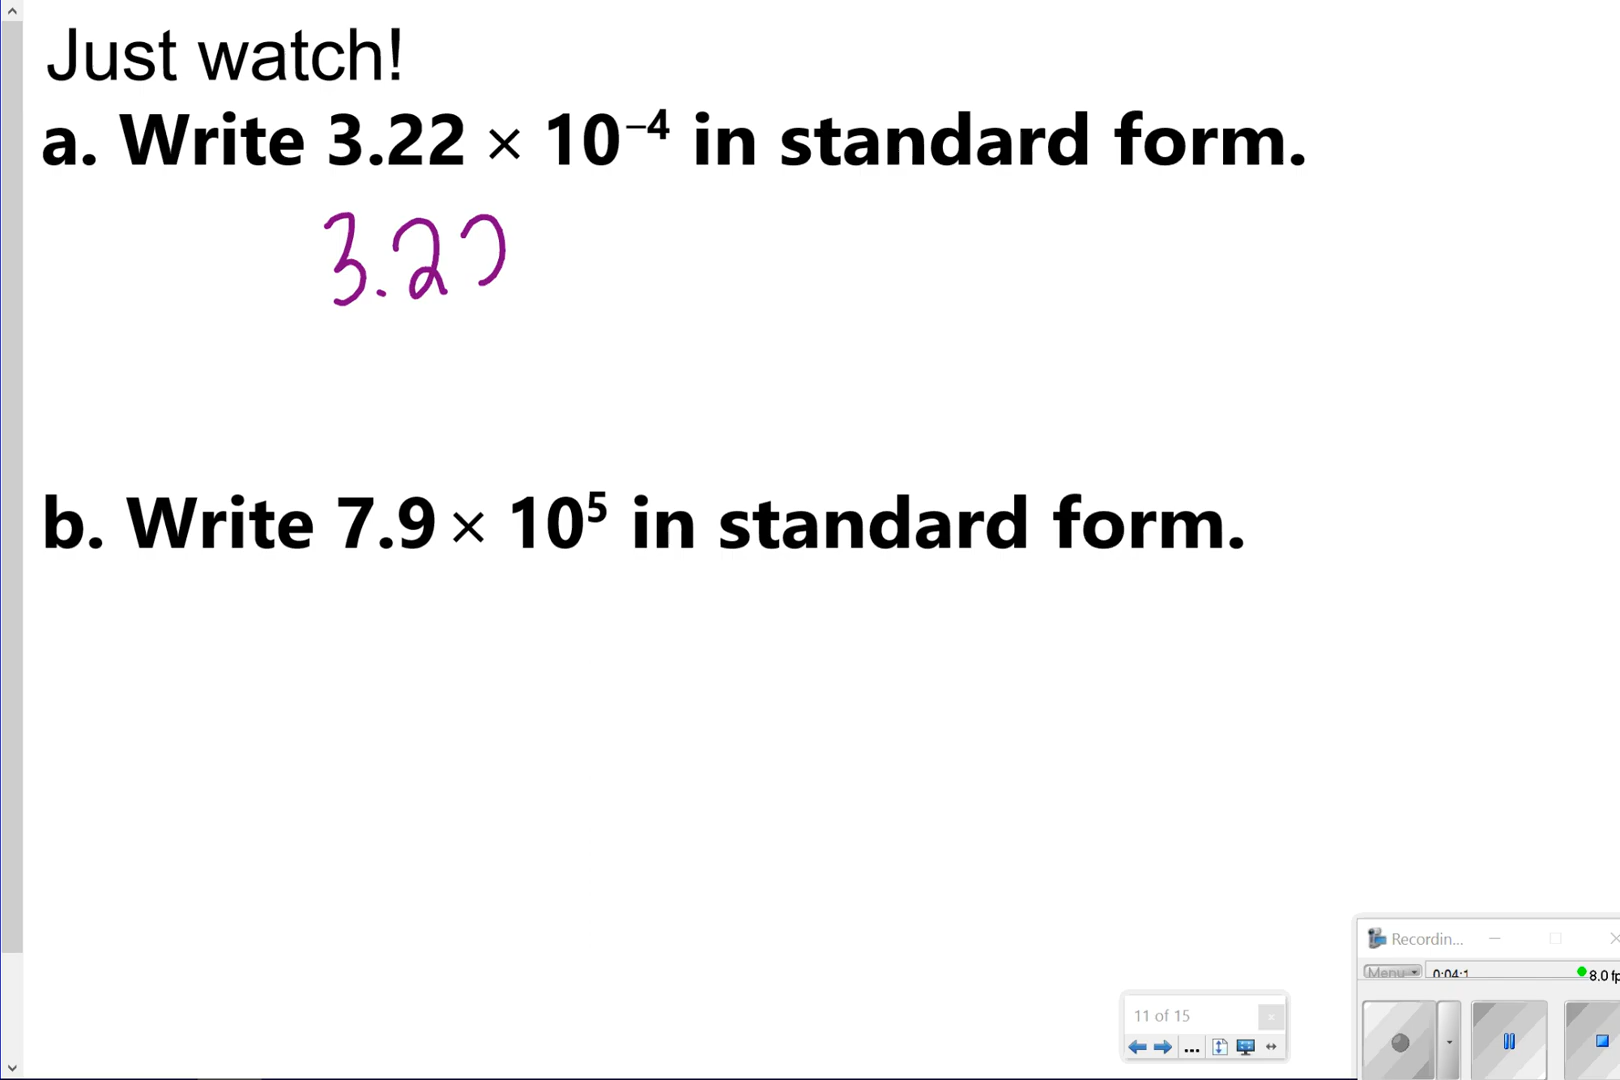 Just watch!
a. Write 3.22 × 10⁻⁴ in standard form.
3.2
b. Write 7.9 × 10⁵ in standard form.
Recordin...
Menu
8.0 fp
11 of 15
...